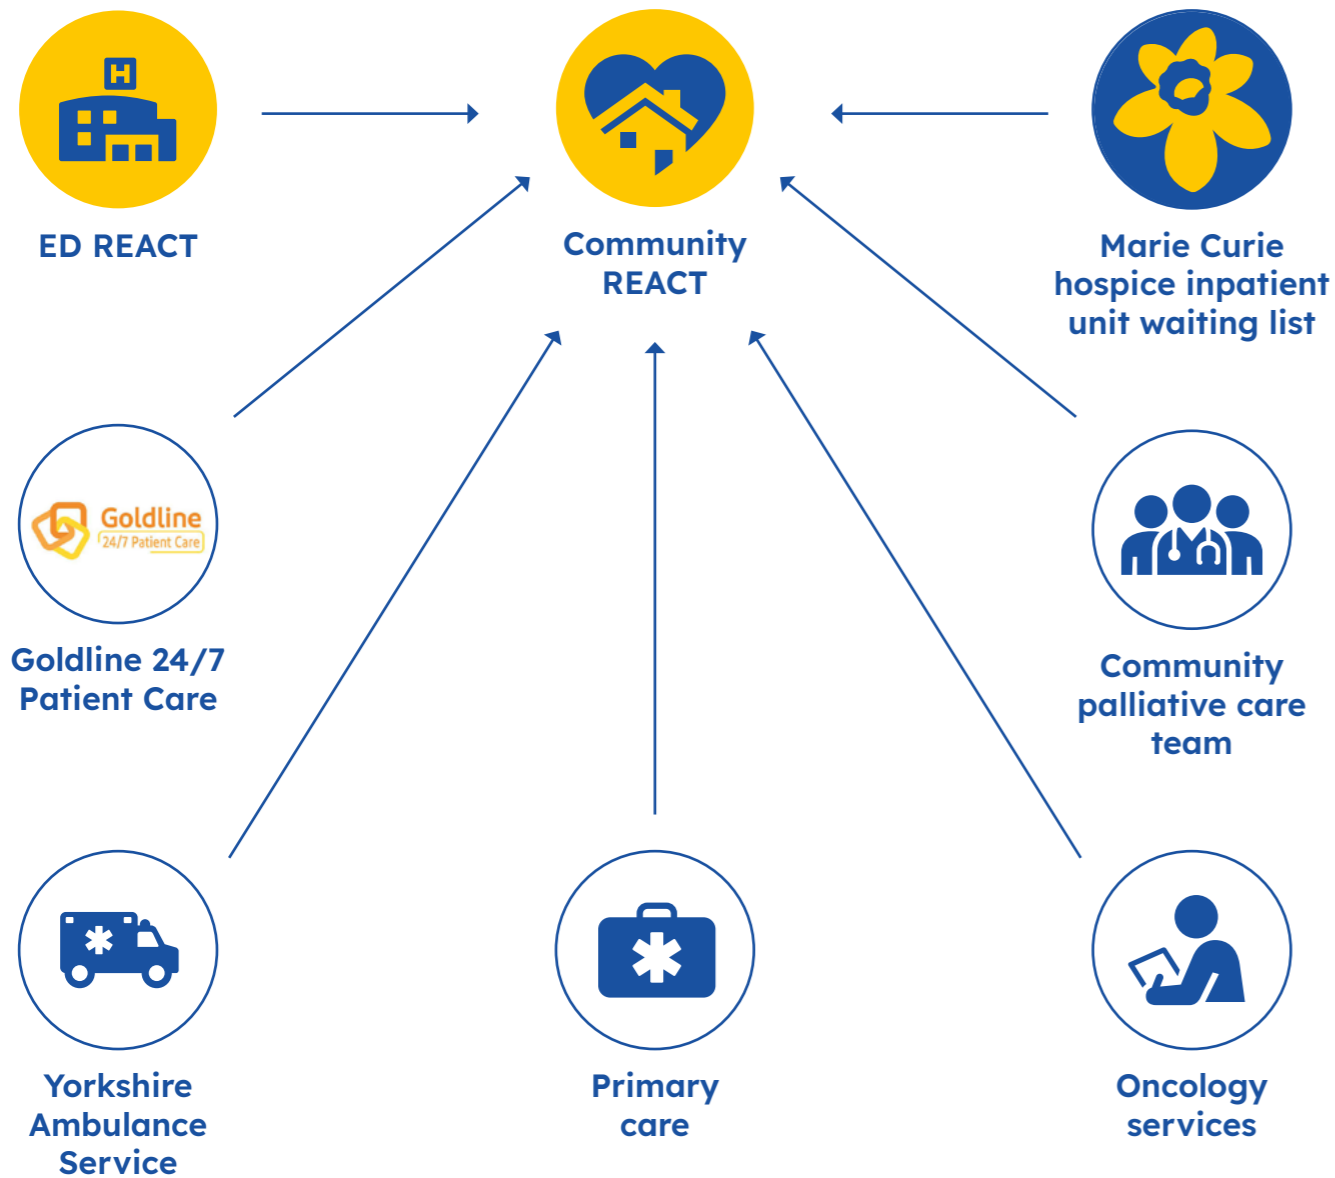 H
ED REACT
Community
REACT
Marie Curie
hospice inpatient
unit waiting list
Goldline
24/7 Patient Care
Goldline 24/7
Patient Care
Community
palliative care
team
Yorkshire
Ambulance
Service
Primary
care
Oncology
services